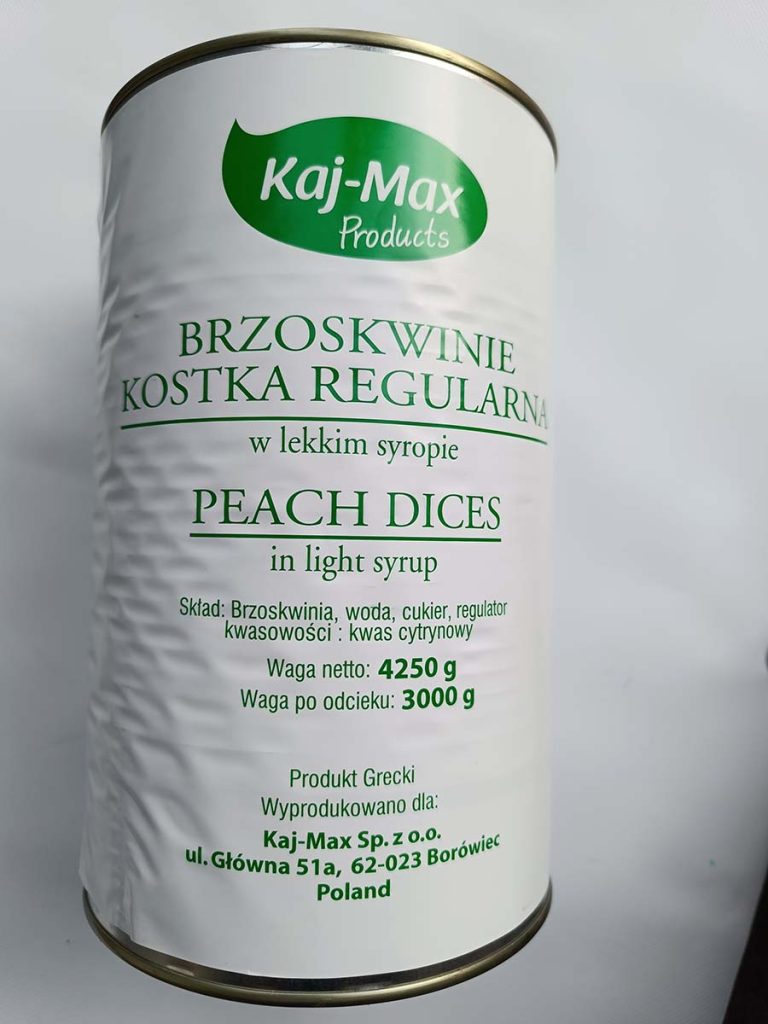 Kaj-Max
Products
BRZOSKWINIE
KOSTKA REGULARNA
w lekkim syropie
PEACH DICES
in light syrup
Skład: Brzoskwinia, woda, cukier, regulator
kwasowości : kwas cytrynowy
Waga netto: 4250 g
Waga po odcieku: 3000 g
Produkt Grecki
Wyprodukowano dla:
Kaj-Max Sp. z o.o.
ul. Główna 51a, 62-023 Borówiec
Poland